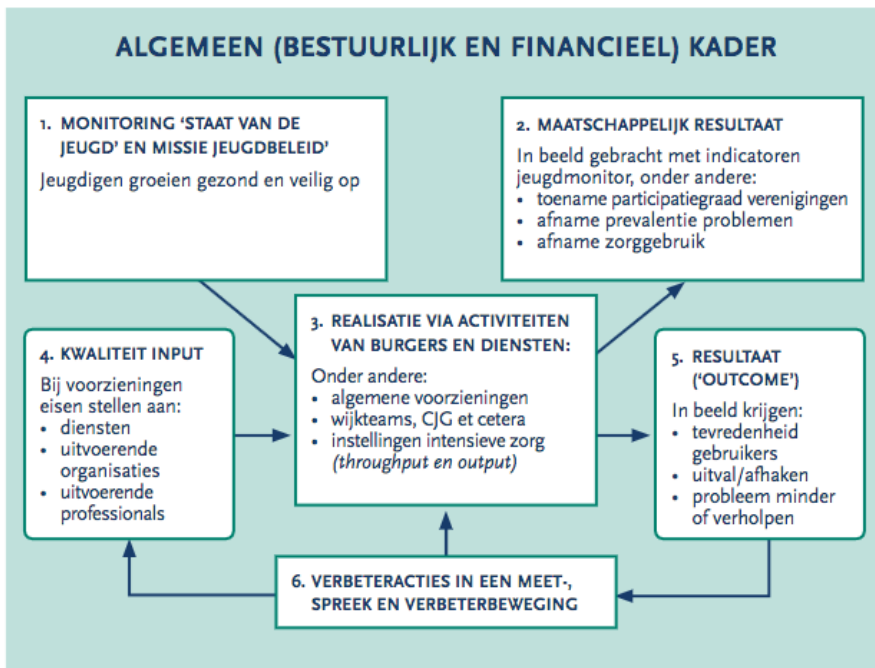 ALGEMEEN (BESTUURLIJK EN FINANCIEEL) KADER
1. MONITORING ‘STAAT VAN DE
JEUGD’ EN MISSIE JEUGDBELEID’
Jeugdigen groeien gezond en veilig op
2. MAATSCHAPPELIJK RESULTAAT
In beeld gebracht met indicatoren
jeugdmonitor, onder andere:
• toename participatiegraad verenigingen
• afname prevalentie problemen
• afname zorggebruik
3. REALISATIE VIA ACTIVITEITEN
VAN BURGERS EN DIENSTEN:
Onder andere:
• algemene voorzieningen
• wijkteams, CJG et cetera
• instellingen intensieve zorg
(throughput en output)
4. KWALITEIT INPUT
Bij voorzieningen
eisen stellen aan:
• diensten
• uitvoerende
organisaties
• uitvoerende
professionals
5. RESULTAAT
(‘OUTCOME’)
In beeld krijgen:
• tevredenheid
gebruikers
• uitval/afhaken
• probleem minder
of verholpen
6. VERBETERACTIES IN EEN MEET-,
SPREEK EN VERBETERBEWEGING